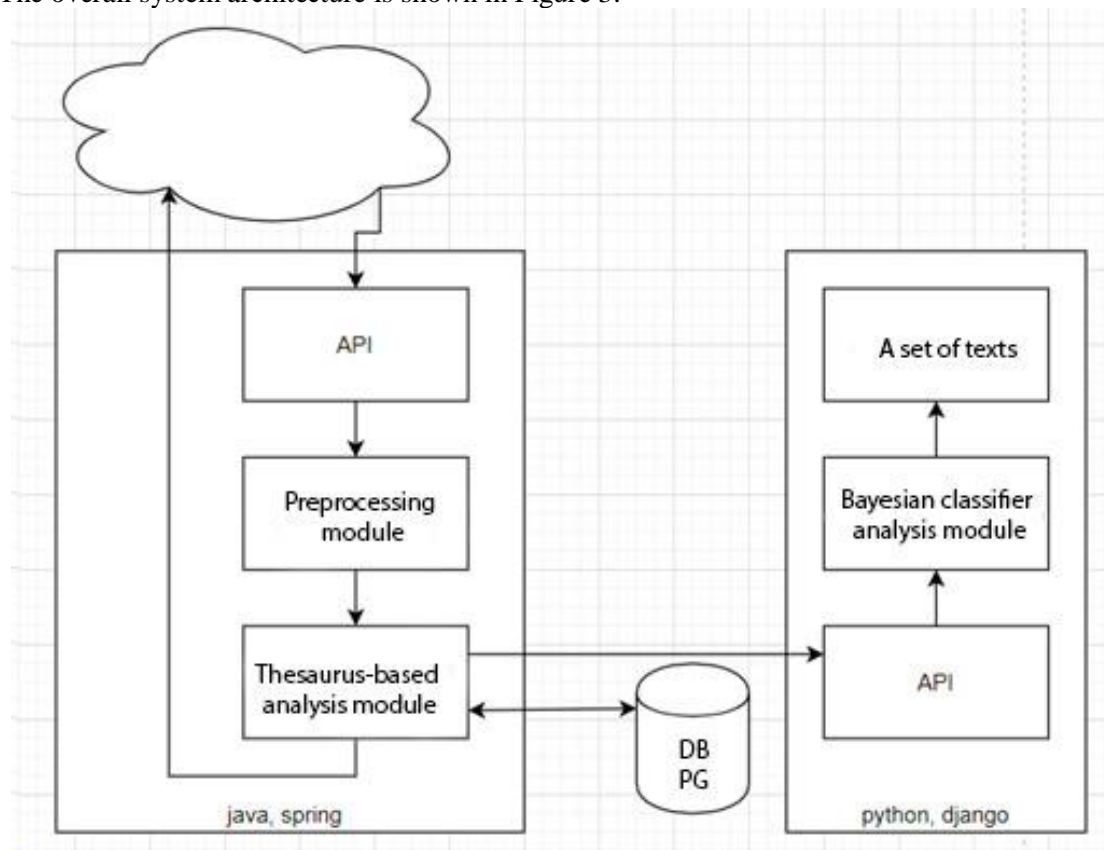 The overall system architecture is shown in Figure 3.
API
Preprocessing
module
Thesaurus-based
analysis module
java, spring
DB
PG
A set of texts
Bayesian classifier
analysis module
API
python, django